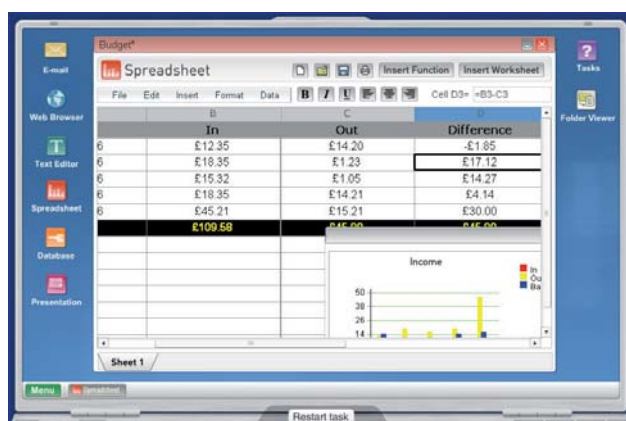 Budget*
E-mail
Web Browser
Text Editor
Spreadsheet
Database
Presentation
Spreadsheet Insert Function Insert Worksheet
File Edit Insert Format Data B I U Cell D3= =B3-C3
B C D
In Out Difference
6 £12.35 £14.20 -£1.85
6 £18.35 £1.23 £17.12
6 £15.32 £1.05 £14.27
6 £18.35 £14.21 £4.14
6 £45.21 £15.21 £30.00
£109.58
Income
In
Ou
Ba
50
38
26
14
Sheet 1
? Tasks
Folder Viewer
Menu Spreadsheet
Restart task